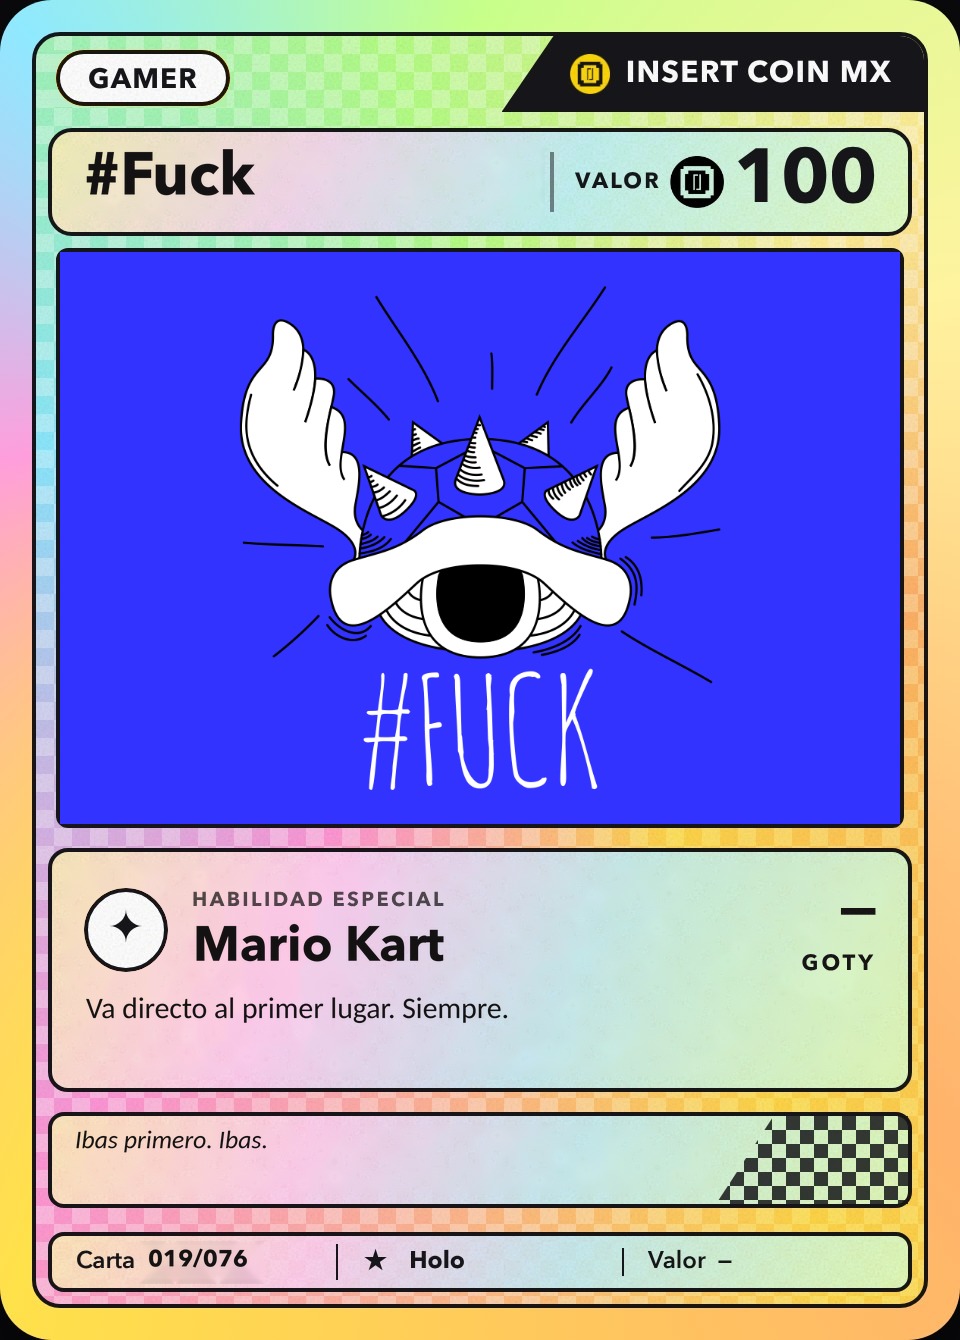 GAMER
INSERT COIN MX
#Fuck
VALOR 100
#FUCK
HABILIDAD ESPECIAL
Mario Kart
–
GOTY
Va directo al primer lugar. Siempre.
Ibas primero. Ibas.
Carta 019/076 ★ Holo Valor –